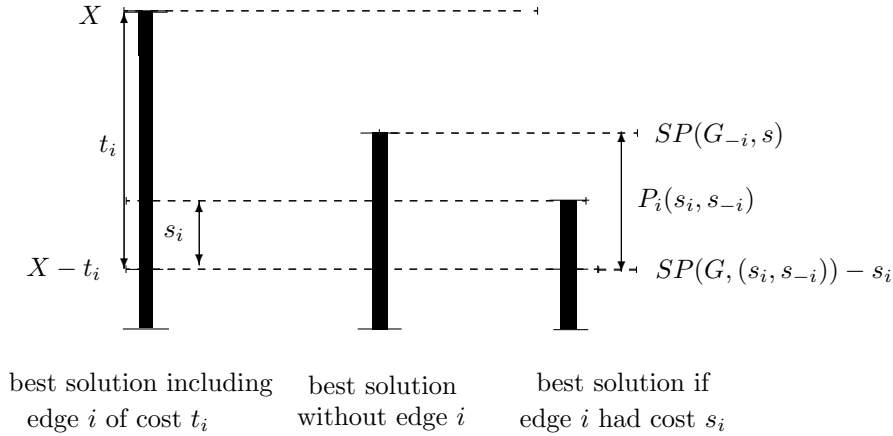 X
SP(G_{-i}, s)
t_i
P_i(s_i, s_{-i})
s_i
X − t_i
SP(G, (s_i, s_{-i})) − s_i
best solution including
edge i of cost t_i
best solution
without edge i
best solution if
edge i had cost s_i